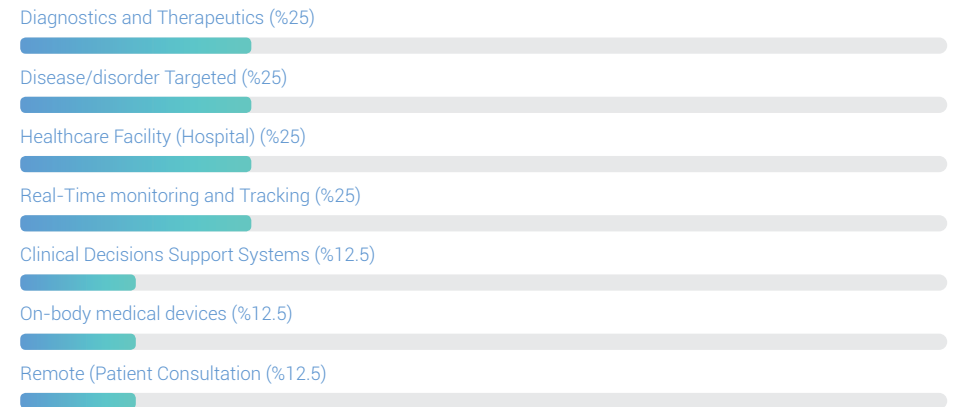 Diagnostics and Therapeutics (%25)
Disease/disorder Targeted (%25)
Healthcare Facility (Hospital) (%25)
Real-Time monitoring and Tracking (%25)
Clinical Decisions Support Systems (%12.5)
On-body medical devices (%12.5)
Remote (Patient Consultation (%12.5)